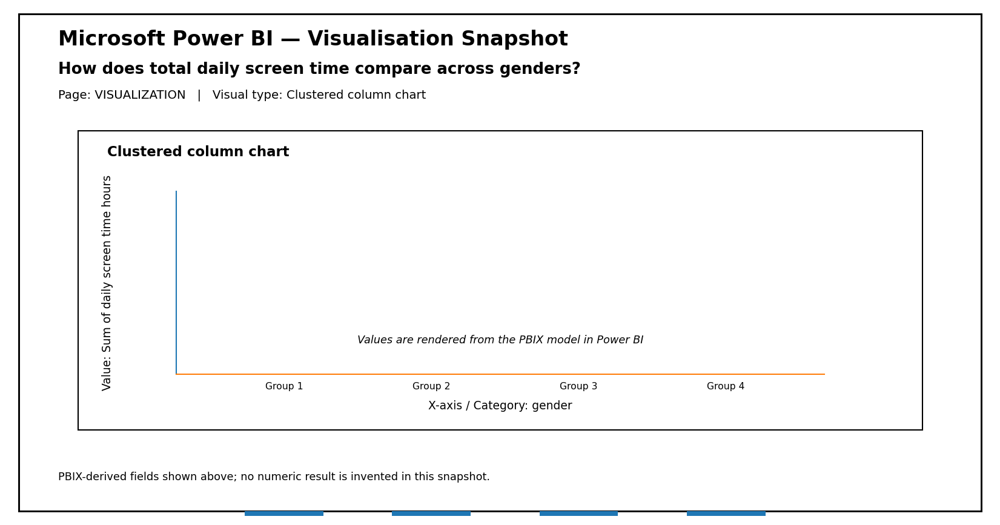 Microsoft Power BI — Visualisation Snapshot
How does total daily screen time compare across genders?
Page: VISUALIZATION | Visual type: Clustered column chart
Clustered column chart
Value: Sum of daily screen time hours
Values are rendered from the PBIX model in Power BI
Group 1 Group 2 Group 3 Group 4
X-axis / Category: gender
PBIX-derived fields shown above; no numeric result is invented in this snapshot.